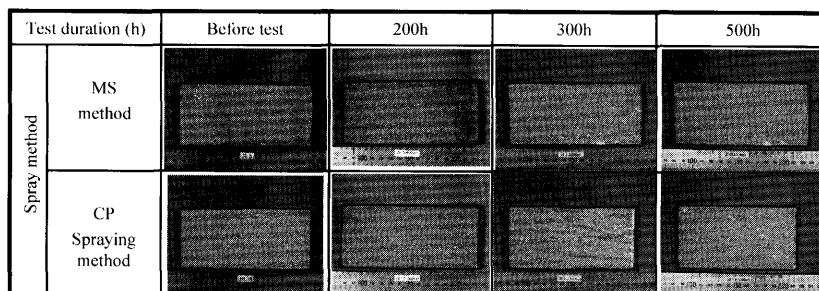 Test duration (h) Before test 200h 300h 500h
Spray method
MS
method
CP
Spraying
method